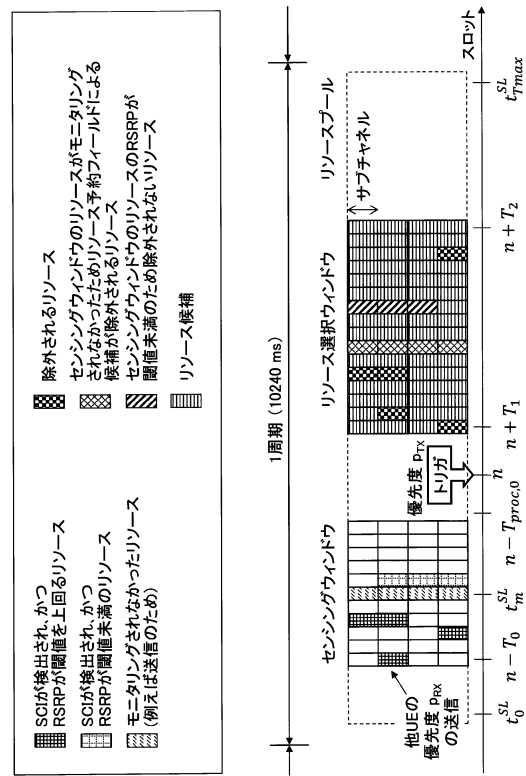 SCIが検出され、かつ
RSRPが閾値を上回るリソース
SCIが検出され、かつ
RSRPが閾値未満のリソース
モニタリングされなかったリソース
(例えば送信のため)
除外されるリソース
センシングウィンドウのリソースがモニタリング
されなかったためリソース予約フィールドによる
候補が除外されるリソース
センシングウィンドウのリソースのRSRPが
閾値未満のため除外されないリソース
リソース候補
1周期 (10240 ms)
センシングウィンドウ
リソース選択ウィンドウ
リソースプール
サブチャネル
優先度 pTX
トリガ
他UEの
優先度 pRX
の送信
スロット
t_0^{SL}
n − T_0
t_m^{SL}
n − T_{proc,0}
n
n + T_1
n + T_2
t_{Tmax}^{SL}